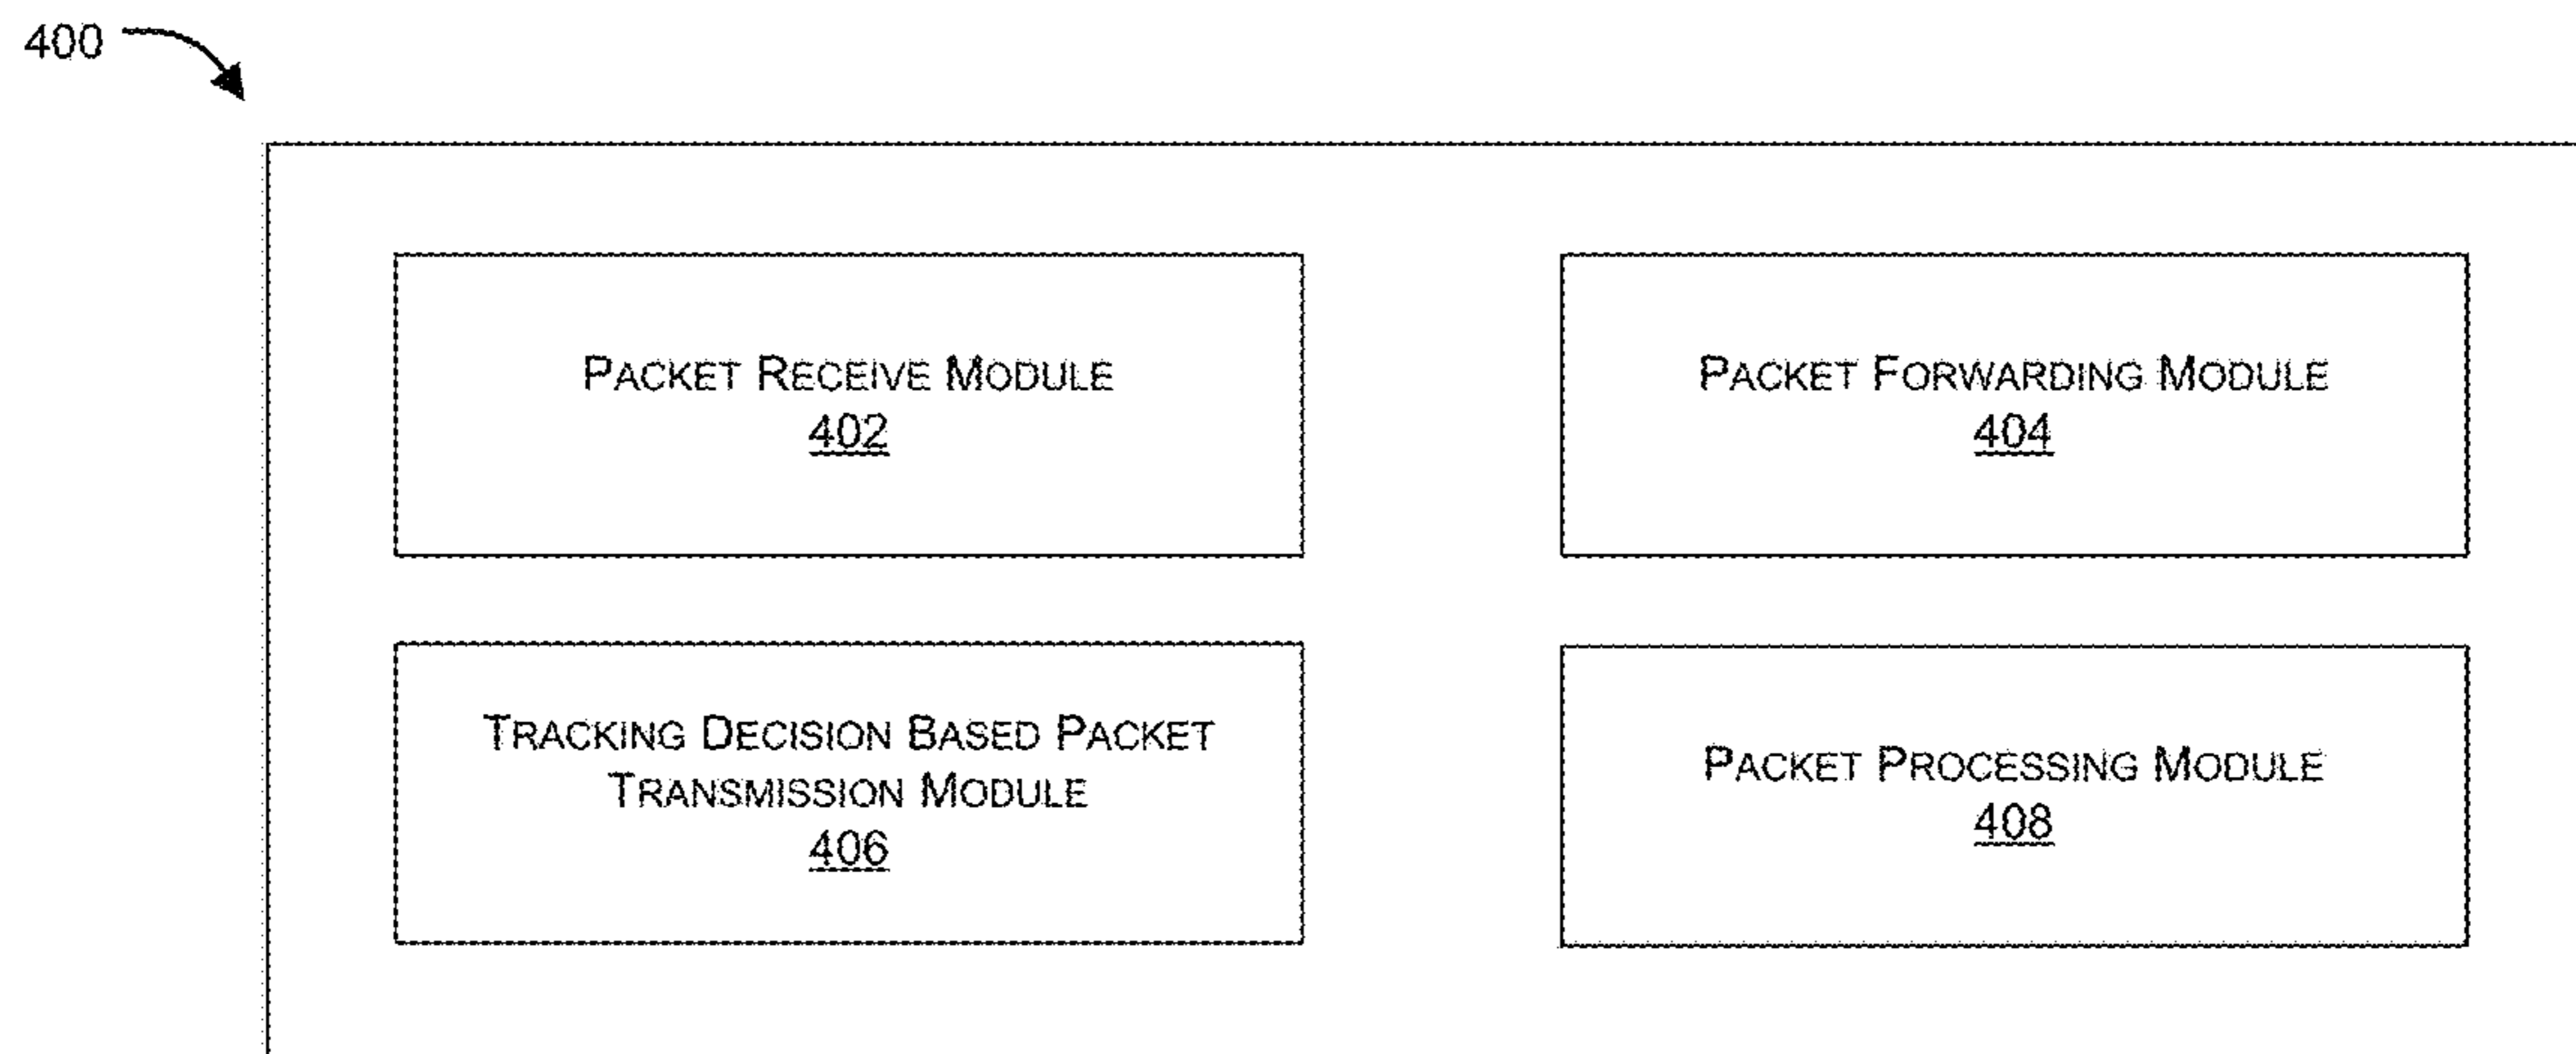 400
PACKET RECEIVE MODULE
402
PACKET FORWARDING MODULE
404
TRACKING DECISION BASED PACKET
TRANSMISSION MODULE
406
PACKET PROCESSING MODULE
408